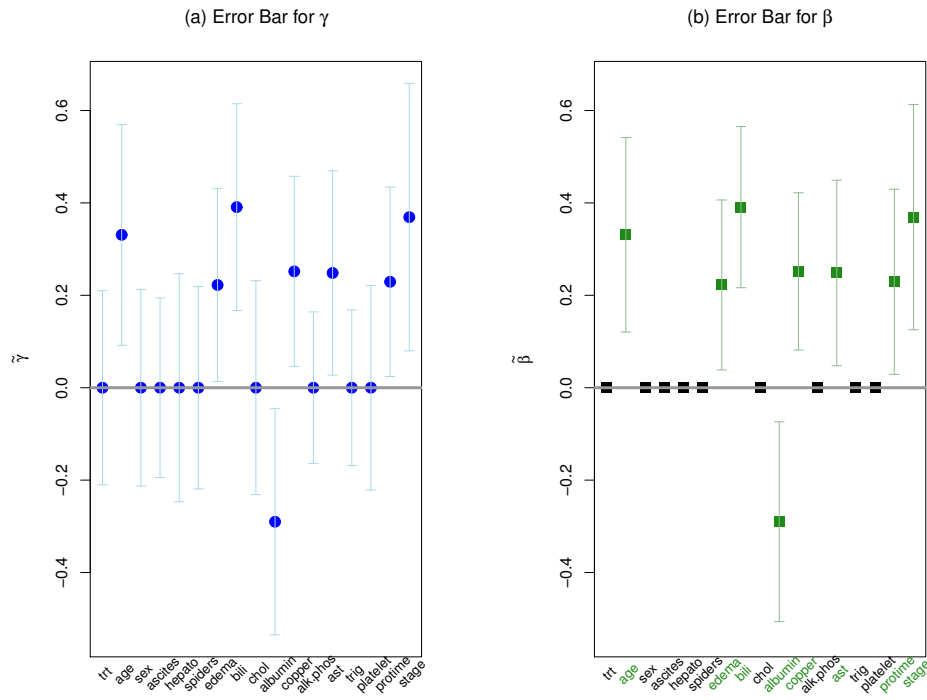 (a) Error Bar for γ
(b) Error Bar for β
0.6
0.4
0.2
0.0
−0.2
−0.4
γ̃
trt
age
sex
ascites
hepato
spiders
edema
bili
chol
albumin
copper
alk.phos
ast
trig
platelet
protime
stage
0.6
0.4
0.2
0.0
−0.2
−0.4
β̃
trt
age
sex
ascites
hepato
spiders
edema
bili
chol
albumin
copper
alk.phos
ast
trig
platelet
protime
stage